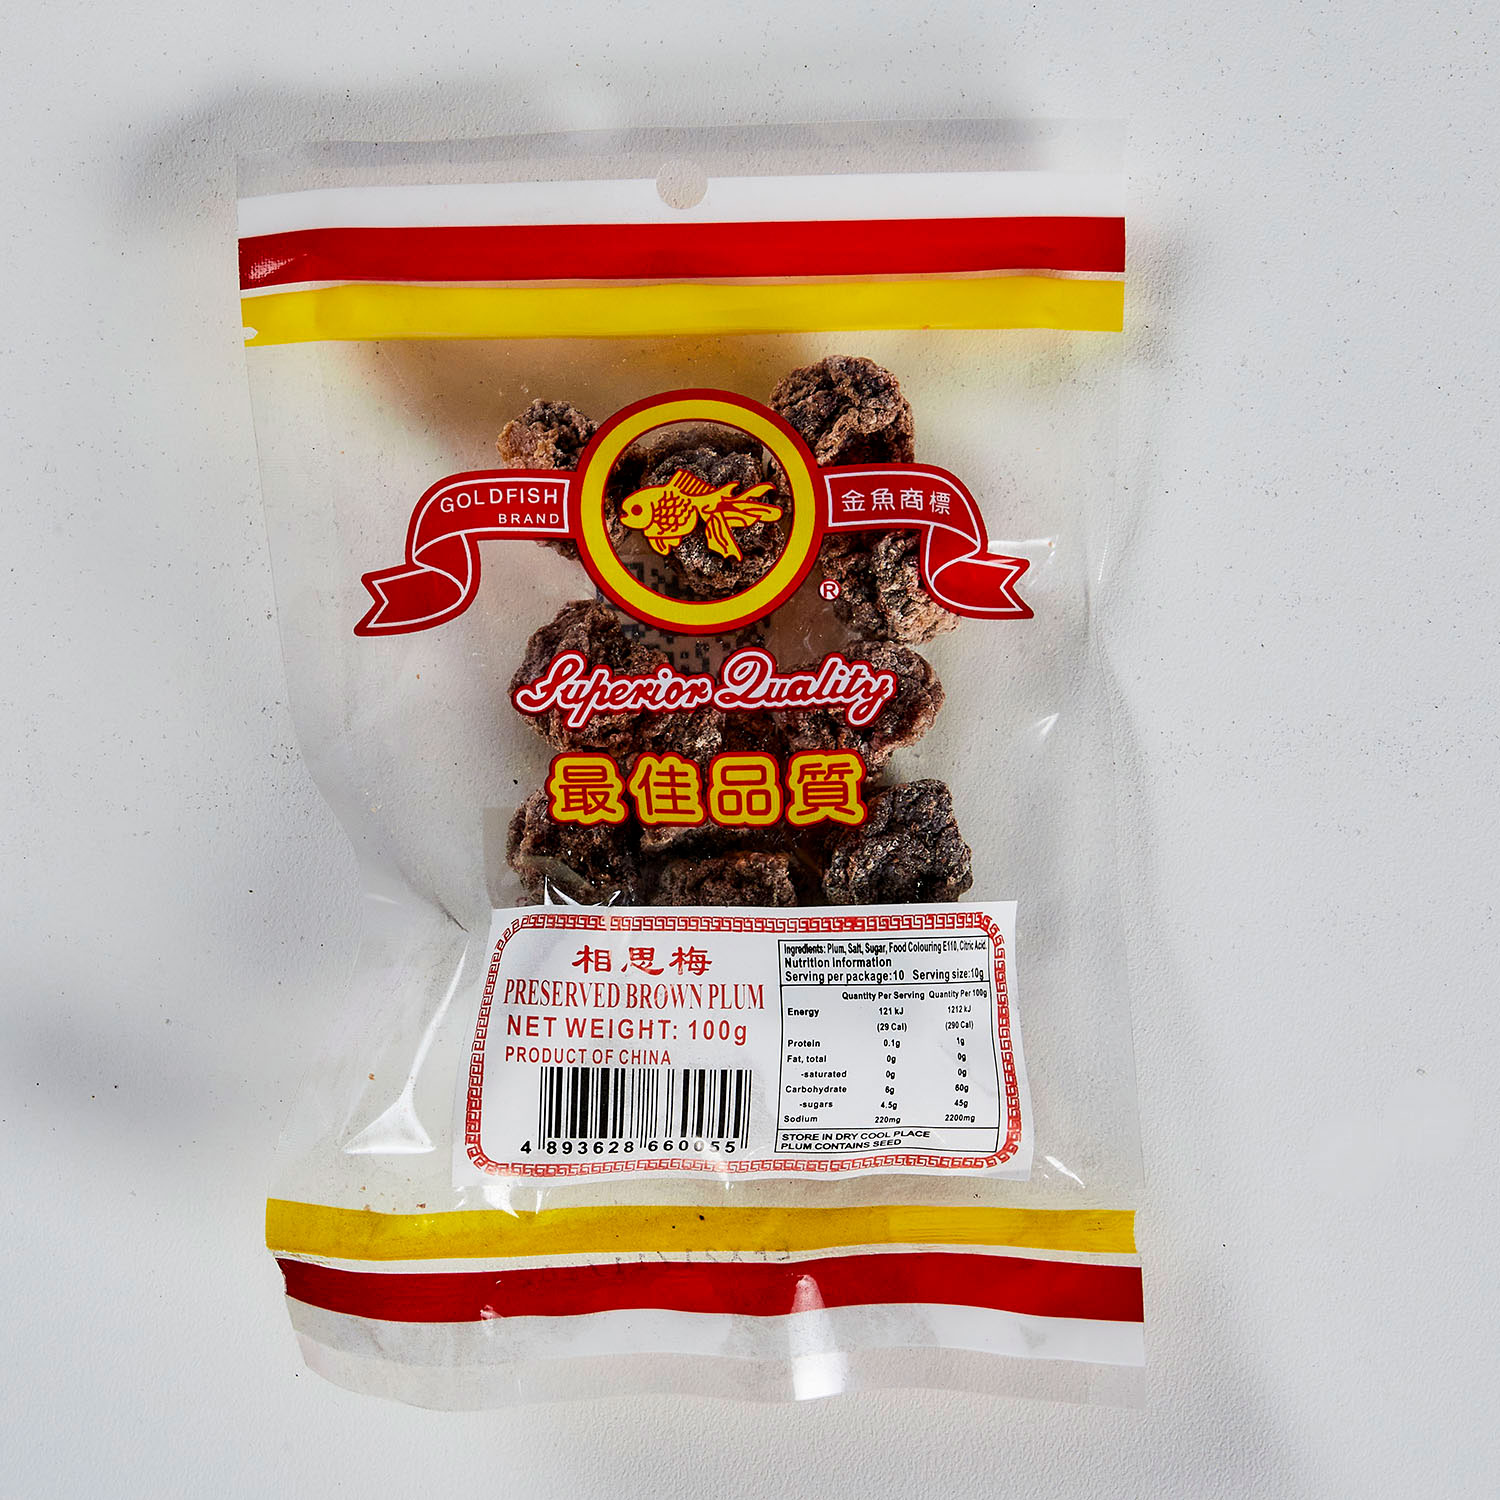 GOLDFISH
BRAND
金魚商標
®
Superior Quality
最佳品質
相思梅
PRESERVED BROWN PLUM
NET WEIGHT: 100g
PRODUCT OF CHINA
4 893628 660055
Ingredients: Plum, Salt, Sugar, Food Colouring E110, Citric Acid.
Nutrition Information
Serving per package:10 Serving size:10g
Quantity Per Serving Quantity Per 100g
Energy 121 kJ 1212 kJ
(29 Cal) (290 Cal)
Protein 0.1g 1g
Fat, total 0g 0g
-saturated 0g 0g
Carbohydrate 6g 60g
-sugars 4.5g 45g
Sodium 220mg 2200mg
STORE IN DRY COOL PLACE
PLUM CONTAINS SEED